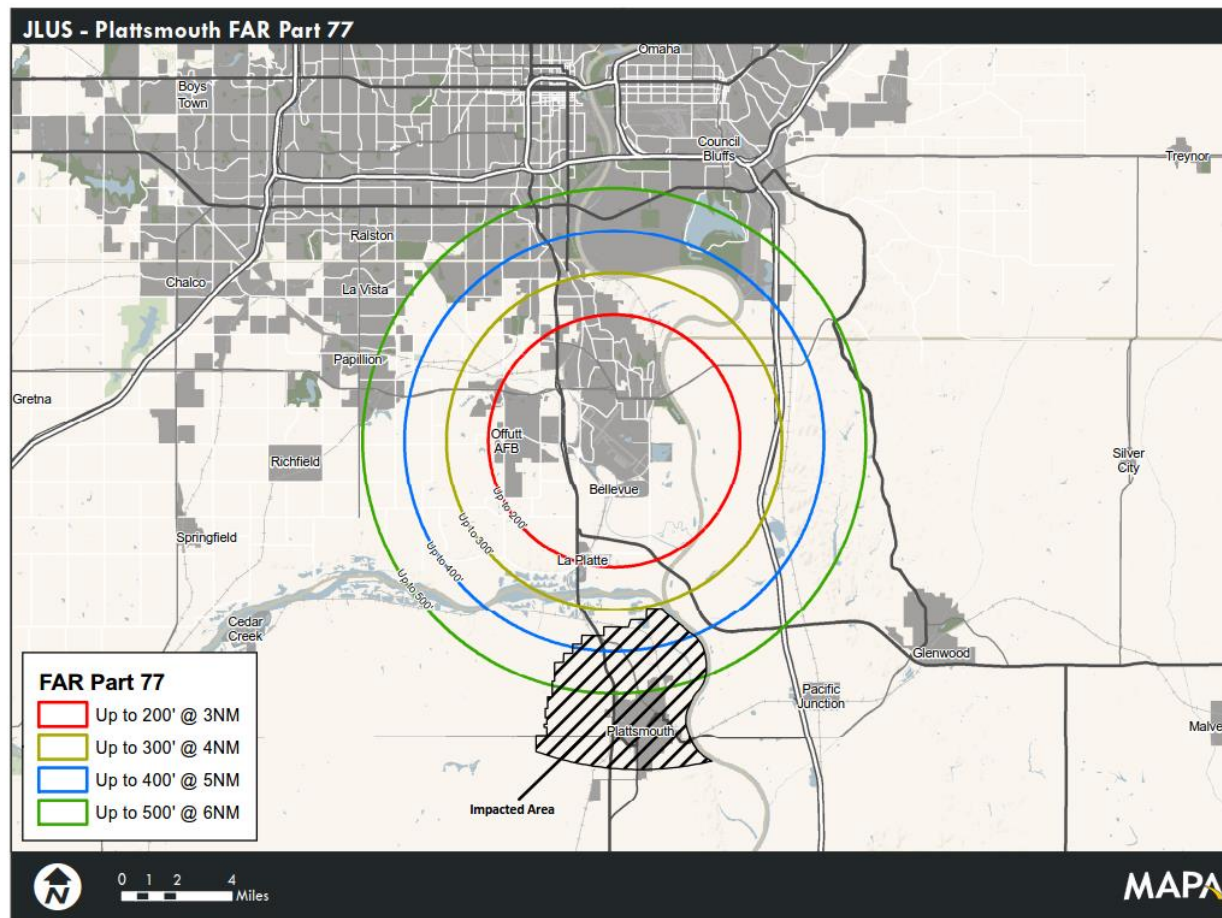 JLUS - Plattsmouth FAR Part 77
Omaha
Boys
Town
Council
Bluffs
Treynor
Ralston
Chalco
La Vista
Papillion
Gretna
Offutt
AFB
Richfield
Silver
City
Bellevue
Up to 200'
Up to 300'
Springfield
La Platte
Up to 400'
Up to 500'
Cedar
Creek
Glenwood
Pacific
Junction
Plattsmouth
Malve
Impacted Area
FAR Part 77
Up to 200' @ 3NM
Up to 300' @ 4NM
Up to 400' @ 5NM
Up to 500' @ 6NM
N
0 1 2 4
Miles
MAPA